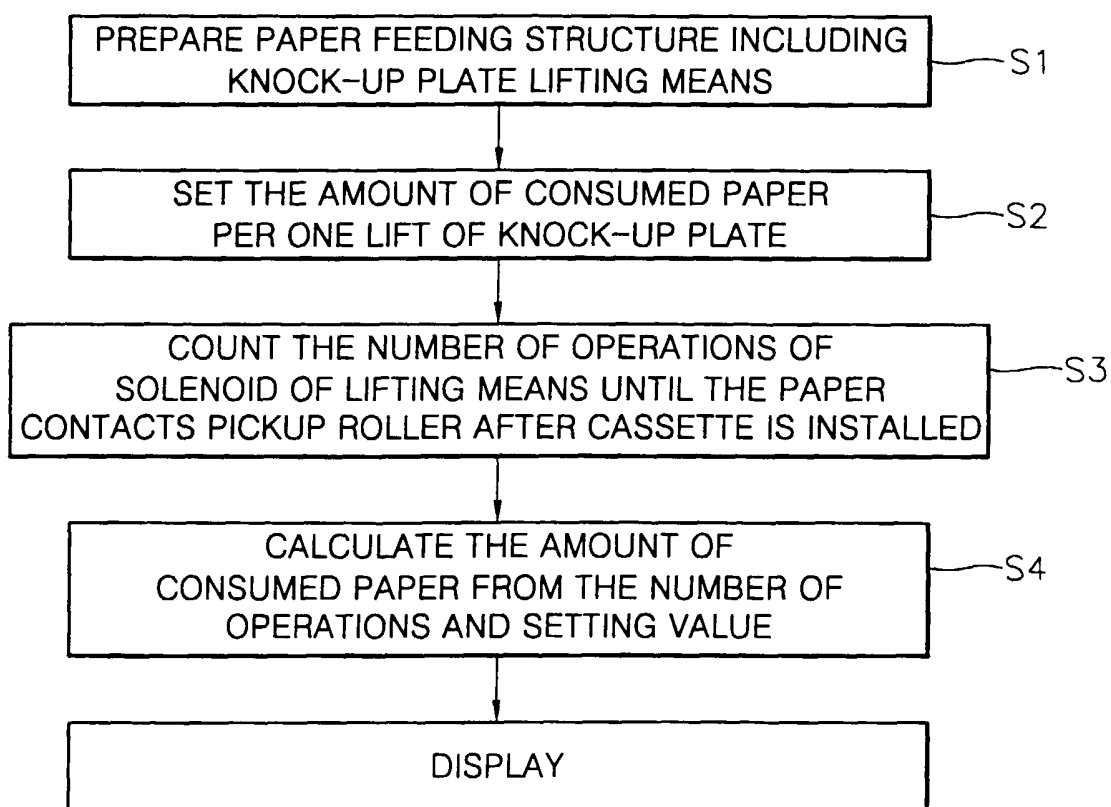 PREPARE PAPER FEEDING STRUCTURE INCLUDING
KNOCK-UP PLATE LIFTING MEANS
S1
SET THE AMOUNT OF CONSUMED PAPER
PER ONE LIFT OF KNOCK-UP PLATE
S2
COUNT THE NUMBER OF OPERATIONS OF
SOLENOID OF LIFTING MEANS UNTIL THE PAPER
CONTACTS PICKUP ROLLER AFTER CASSETTE IS INSTALLED
S3
CALCULATE THE AMOUNT OF
CONSUMED PAPER FROM THE NUMBER OF
OPERATIONS AND SETTING VALUE
S4
DISPLAY